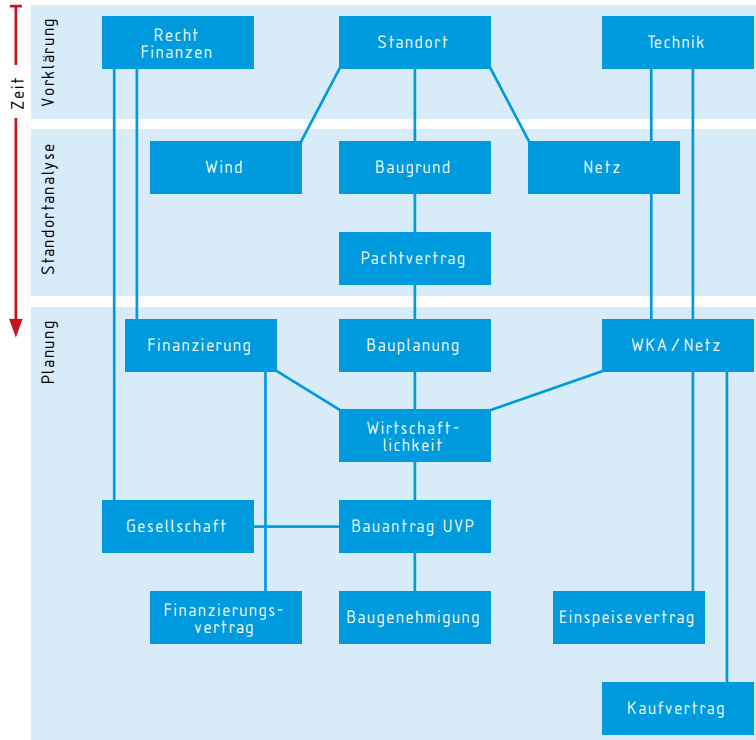 Zeit
Vorklärung
Recht
Finanzen
Standort
Technik
Standortanalyse
Wind
Baugrund
Netz
Pachtvertrag
Planung
Finanzierung
Bauplanung
WKA/Netz
Wirtschaft-
lichkeit
Gesellschaft
Bauantrag UVP
Finanzierungs-
vertrag
Baugenehmigung
Einspeisevertrag
Kaufvertrag